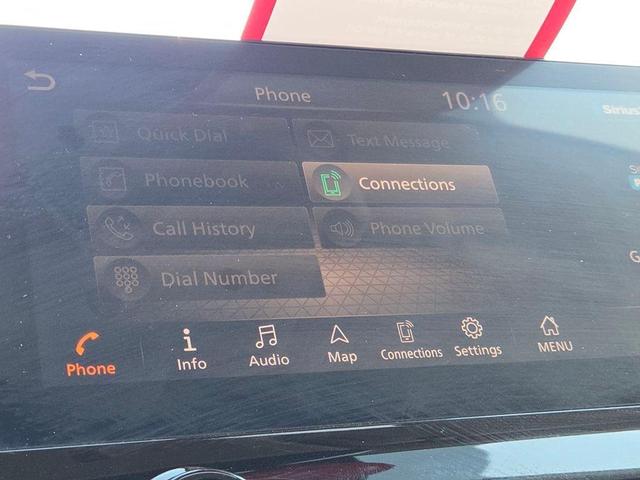 Phone
10:16
Sirius
Quick Dial
Text Message
Phonebook
Connections
Call History
Phone Volume
Dial Number
Phone
Info
Audio
Map
Connections
Settings
MENU